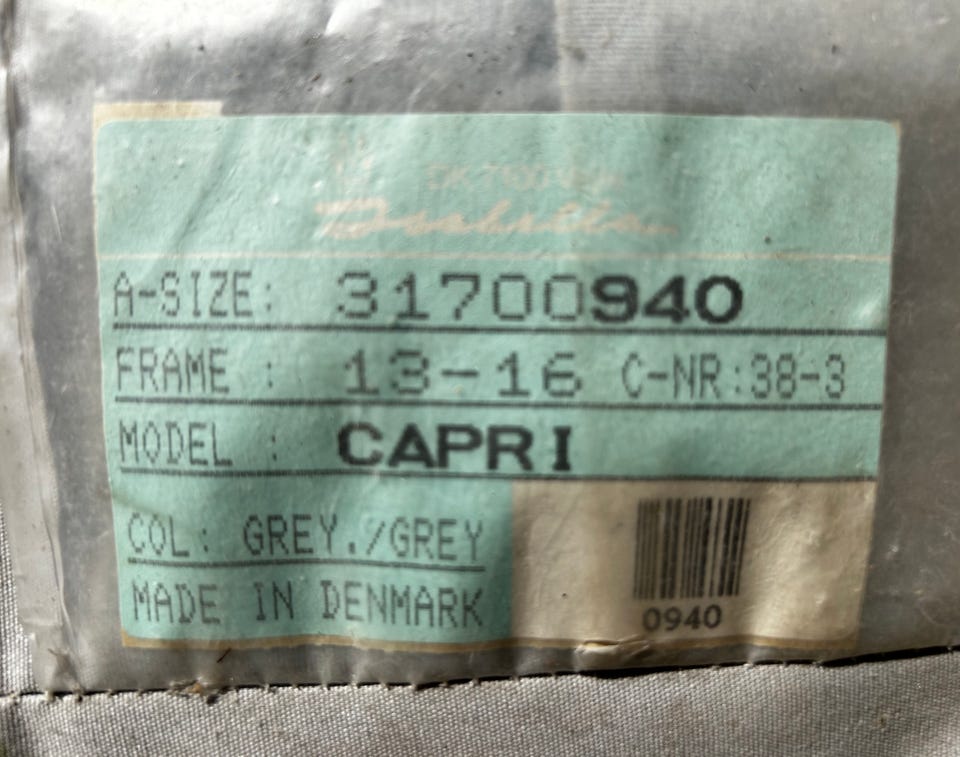 A-SIZE: 31700940
FRAME : 13-16 C-NR:38-3
MODEL : CAPRI
COL: GREY./GREY
MADE IN DENMARK
0940